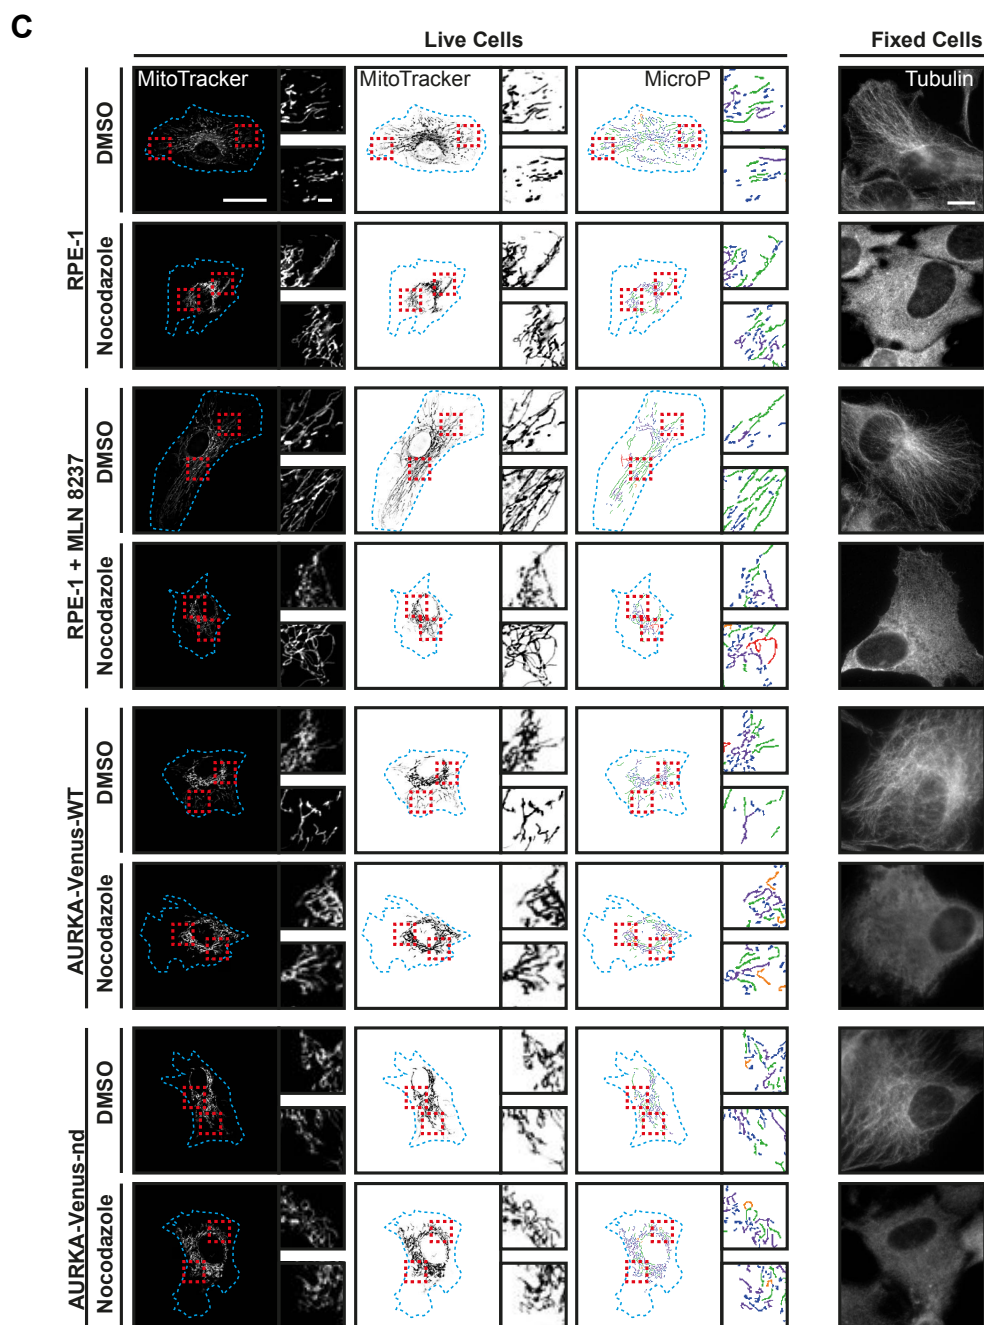 C
Live Cells
Fixed Cells
MitoTracker
MitoTracker
MicroP
Tubulin
RPE-1
DMSO
Nocodazole
RPE-1 + MLN 8237
DMSO
Nocodazole
AURKA-Venus-WT
DMSO
Nocodazole
AURKA-Venus-nd
DMSO
Nocodazole